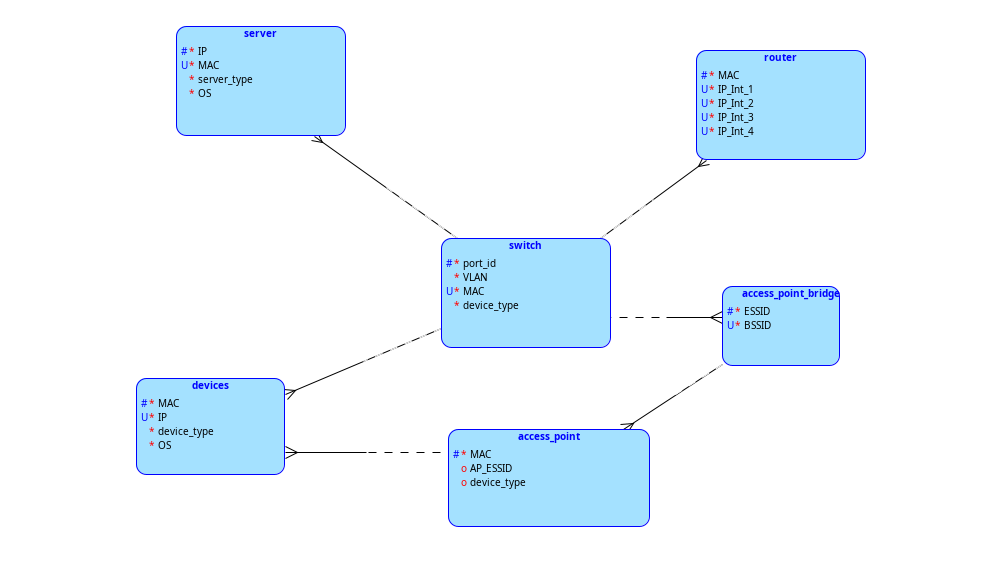 server
#* IP
U* MAC
* server_type
* OS
router
#* MAC
U* IP_Int_1
U* IP_Int_2
U* IP_Int_3
U* IP_Int_4
switch
#* port_id
* VLAN
U* MAC
* device_type
access_point_bridge
#* ESSID
U* BSSID
devices
#* MAC
U* IP
* device_type
* OS
access_point
#* MAC
o AP_ESSID
o device_type